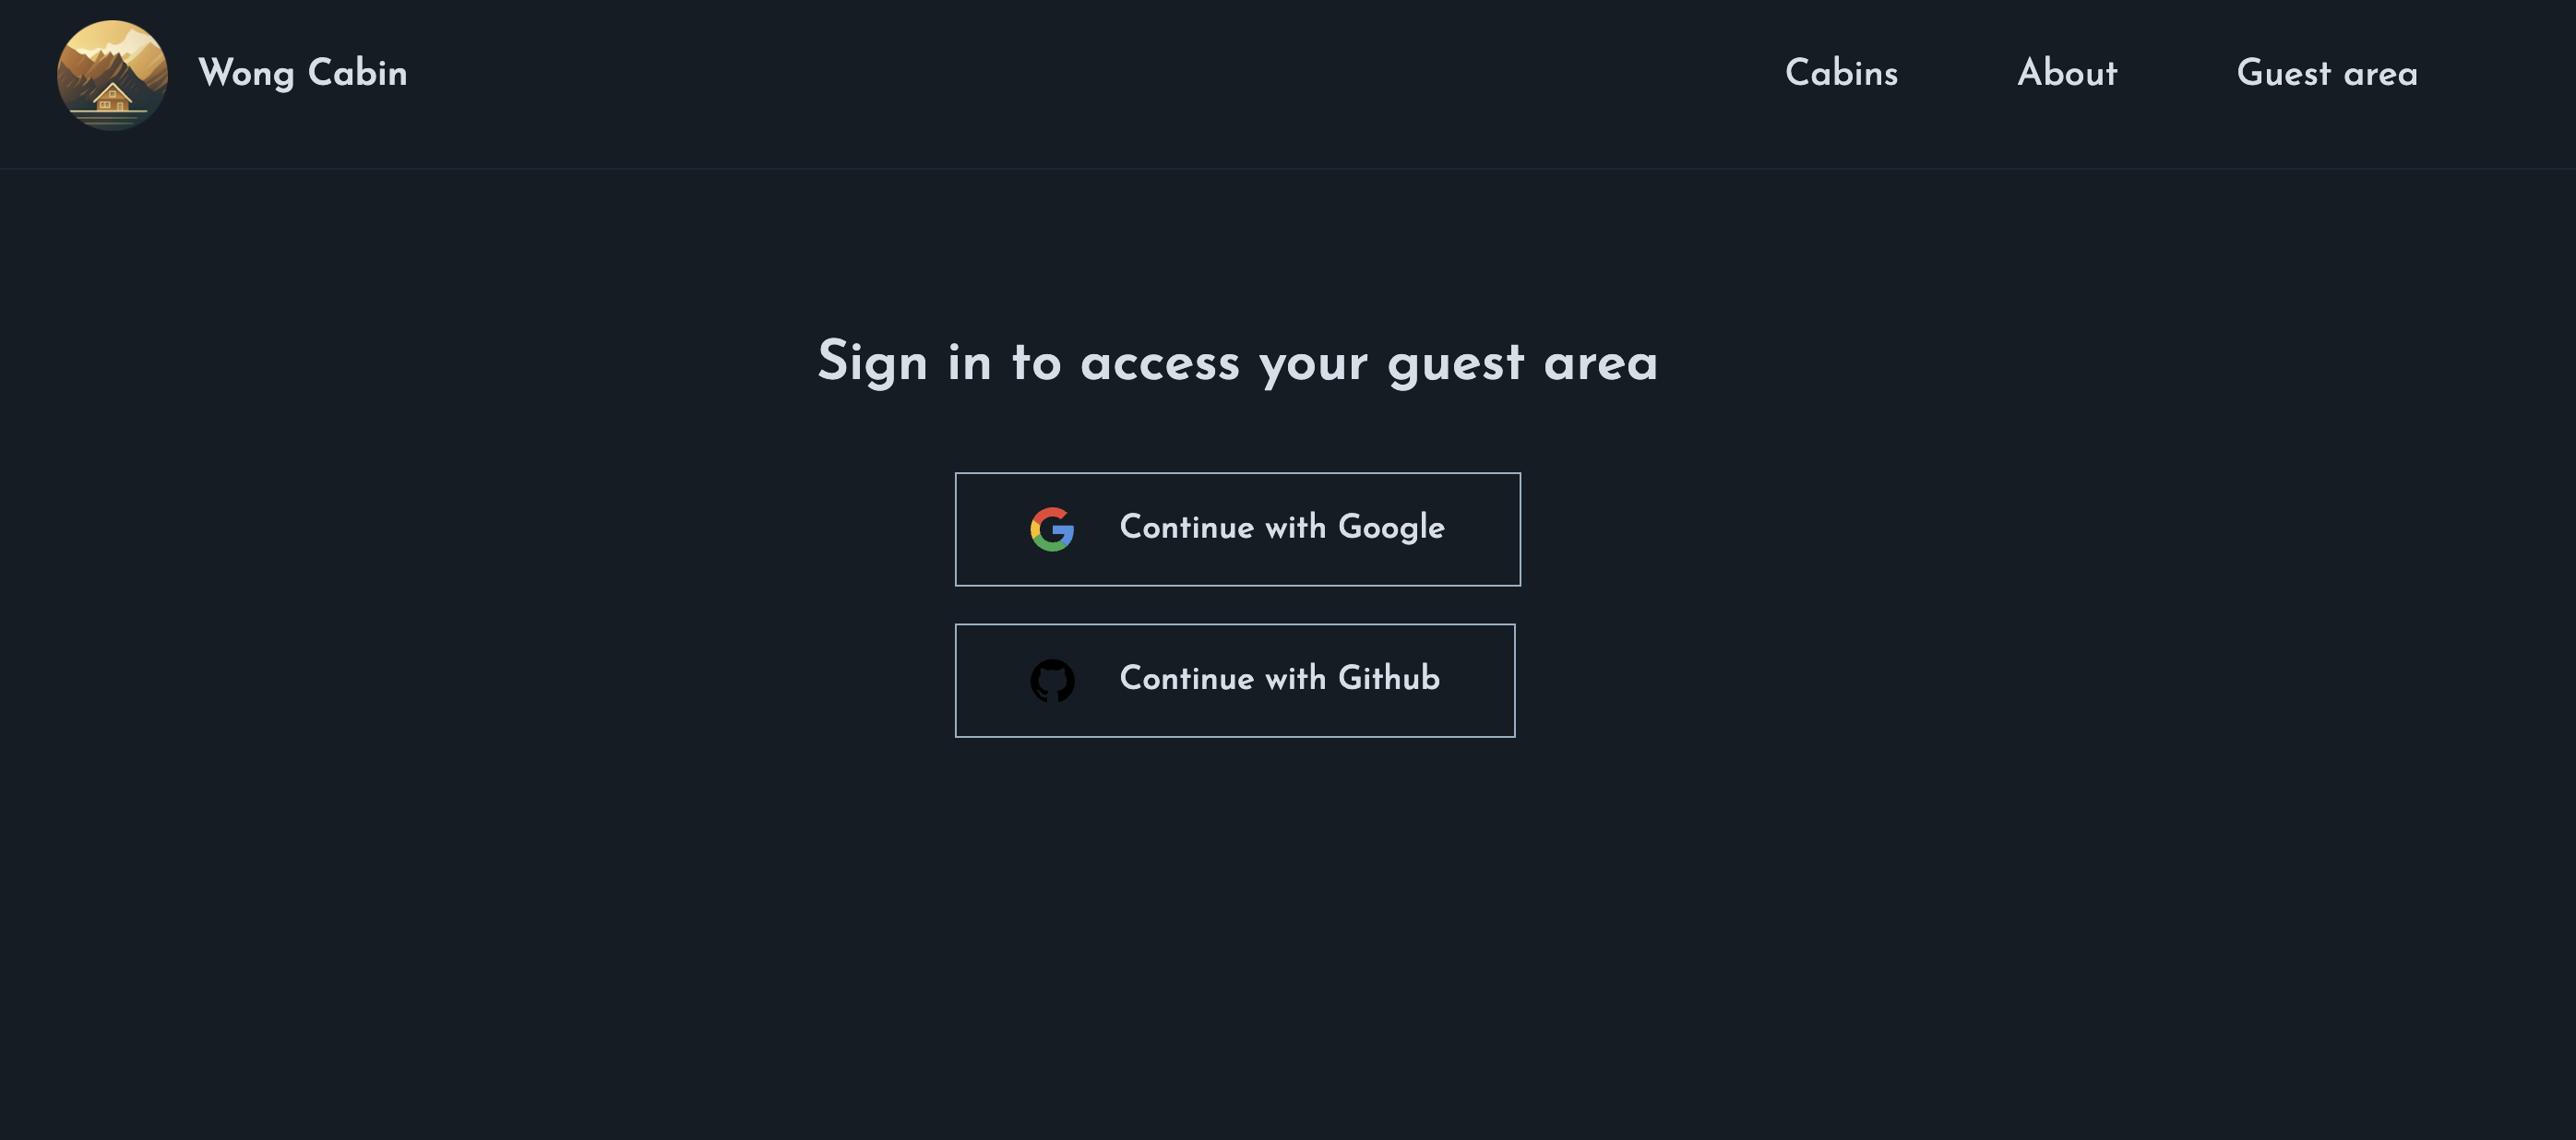 Wong Cabin
Cabins
About
Guest area
Sign in to access your guest area
Continue with Google
Continue with Github